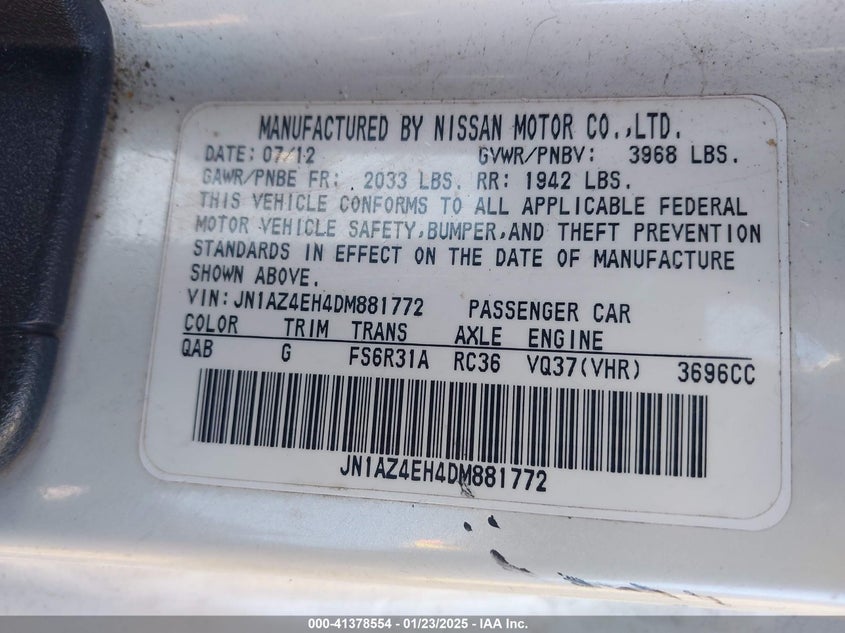 MANUFACTURED BY NISSAN MOTOR CO.,LTD.
DATE: 07/12 GVWR/PNBV: 3968 LBS.
GAWR/PNBE FR: 2033 LBS. RR: 1942 LBS.
THIS VEHICLE CONFORMS TO ALL APPLICABLE FEDERAL
MOTOR VEHICLE SAFETY,BUMPER,AND THEFT PREVENTION
STANDARDS IN EFFECT ON THE DATE OF MANUFACTURE
SHOWN ABOVE.
VIN:JN1AZ4EH4DM881772 PASSENGER CAR
COLOR TRIM TRANS AXLE ENGINE
QAB G FS6R31A RC36 VQ37(VHR) 3696CC
JN1AZ4EH4DM881772
000-41378554 - 01/23/2025 - IAA Inc.